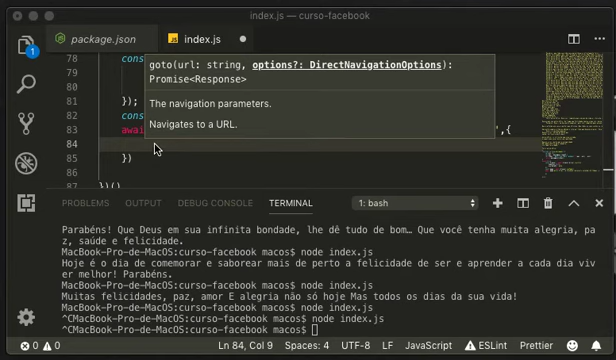 index.js — curso-facebook
package.json
JS index.js
1
78
cons
goto(url: string, options?: DirectNavigationOptions):
Promise<Response>
The navigation parameters.
Navigates to a URL.
80
81 });
82 cons
83 awai ",{
84
85 })
87 })()
PROBLEMS OUTPUT DEBUG CONSOLE TERMINAL 1: bash
Parabéns! Que Deus em sua infinita bondade, lhe dê tudo de bom… Que você tenha muita alegria, pa
z, saúde e felicidade.
MacBook-Pro-de-MacOS:curso-facebook macos$ node index.js
Hoje é o dia de comemorar e saborear mais de perto a felicidade de ser e aprender a cada dia viv
er melhor! Parabéns.
MacBook-Pro-de-MacOS:curso-facebook macos$ node index.js
Muitas felicidades, paz, amor E alegria não só hoje Mas todos os dias da sua vida!
MacBook-Pro-de-MacOS:curso-facebook macos$ node index.js
^CMacBook-Pro-de-MacOS:curso-facebook macos$ node index.js
^CMacBook-Pro-de-MacOS:curso-facebook macos$
0 0 Ln 84, Col 9 Spaces: 4 UTF-8 LF JavaScript ESLint Prettier